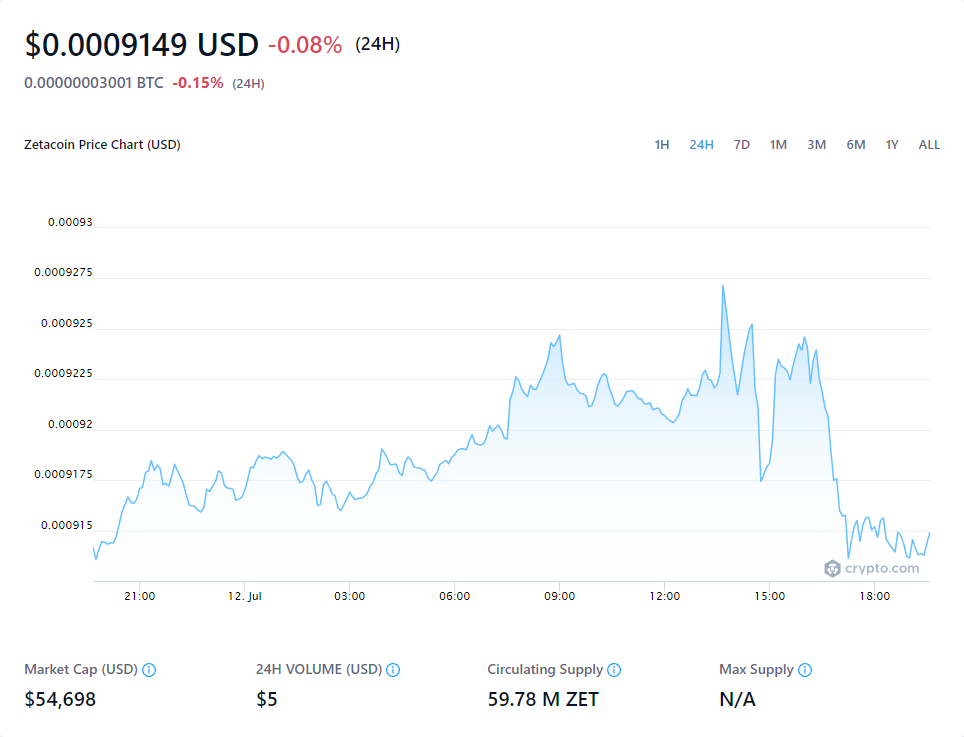 $0.0009149 USD -0.08% (24H)
0.00000003001 BTC -0.15% (24H)
Zetacoin Price Chart (USD) 1H 24H 7D 1M 3M 6M 1Y ALL
0.00093
0.0009275
0.000925
0.0009225
0.00092
0.0009175
0.000915
crypto.com
21:00 12. Jul 03:00 06:00 09:00 12:00 15:00 18:00
Market Cap (USD) 24H VOLUME (USD) Circulating Supply Max Supply
$54,698 $5 59.78 M ZET N/A